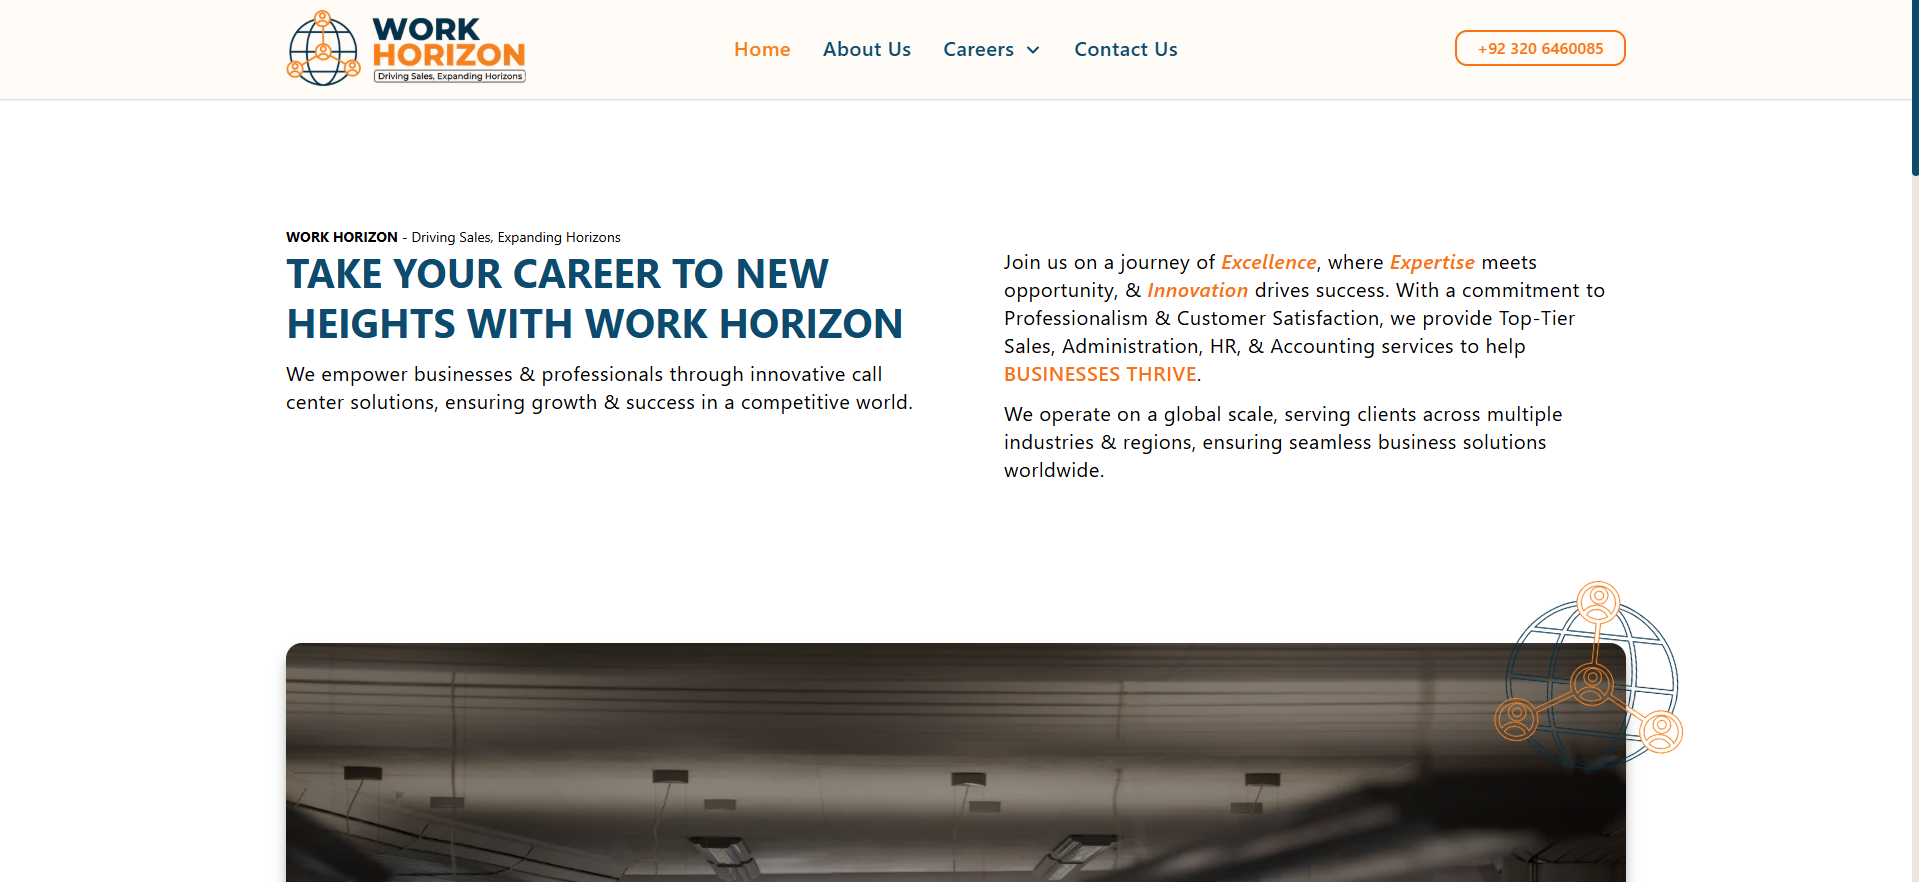 WORK
HORIZON
Driving Sales, Expanding Horizons
Home
About Us
Careers
Contact Us
+92 320 6460085
WORK HORIZON - Driving Sales, Expanding Horizons
TAKE YOUR CAREER TO NEW
HEIGHTS WITH WORK HORIZON
We empower businesses & professionals through innovative call
center solutions, ensuring growth & success in a competitive world.
Join us on a journey of Excellence, where Expertise meets
opportunity, & Innovation drives success. With a commitment to
Professionalism & Customer Satisfaction, we provide Top-Tier
Sales, Administration, HR, & Accounting services to help
BUSINESSES THRIVE.
We operate on a global scale, serving clients across multiple
industries & regions, ensuring seamless business solutions
worldwide.